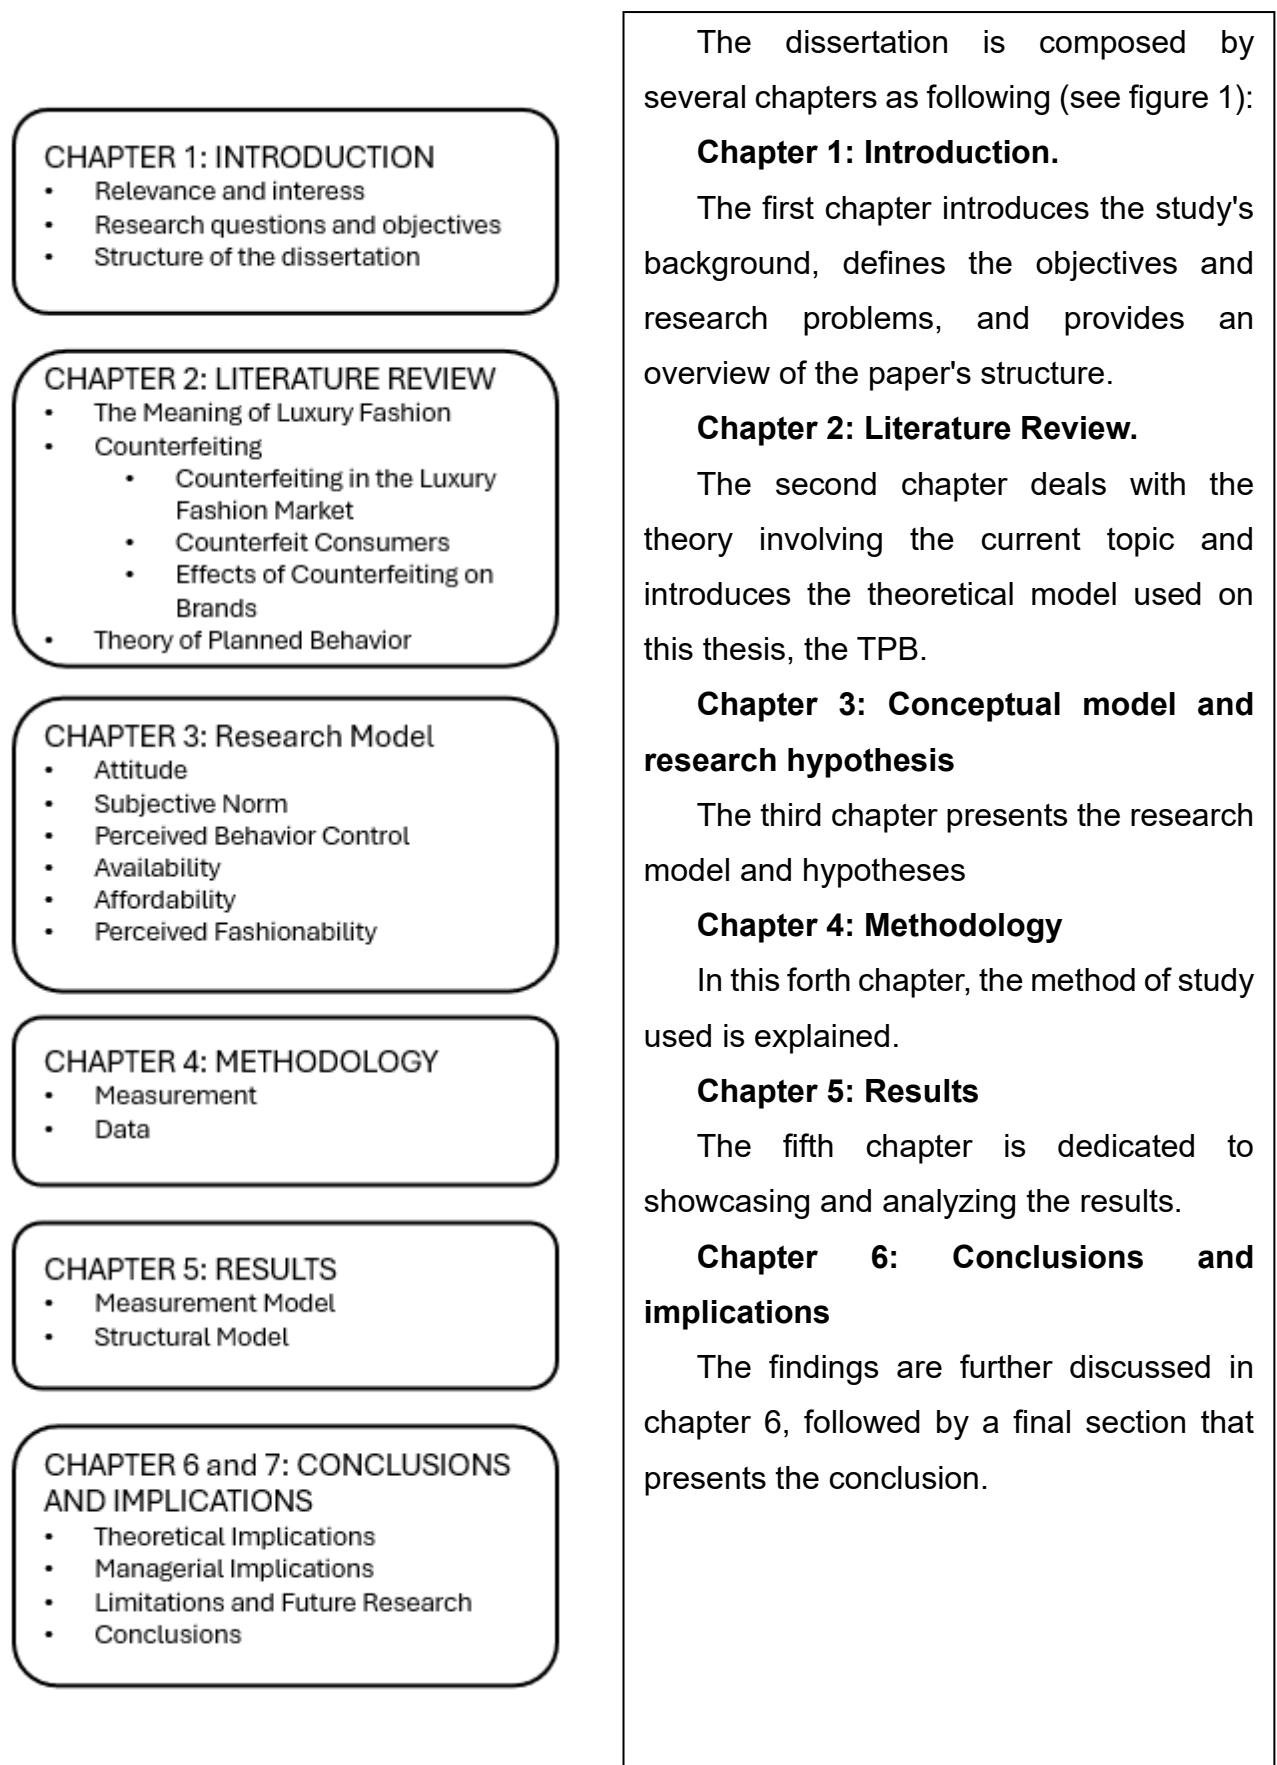 CHAPTER 1: INTRODUCTION
• Relevance and interess
• Research questions and objectives
• Structure of the dissertation
CHAPTER 2: LITERATURE REVIEW
• The Meaning of Luxury Fashion
• Counterfeiting
• Counterfeiting in the Luxury
Fashion Market
• Counterfeit Consumers
• Effects of Counterfeiting on
Brands
• Theory of Planned Behavior
CHAPTER 3: Research Model
• Attitude
• Subjective Norm
• Perceived Behavior Control
• Availability
• Affordability
• Perceived Fashionability
CHAPTER 4: METHODOLOGY
• Measurement
• Data
CHAPTER 5: RESULTS
• Measurement Model
• Structural Model
CHAPTER 6 and 7: CONCLUSIONS
AND IMPLICATIONS
• Theoretical Implications
• Managerial Implications
• Limitations and Future Research
• Conclusions
The dissertation is composed by
several chapters as following (see figure 1):
Chapter 1: Introduction.
The first chapter introduces the study's
background, defines the objectives and
research problems, and provides an
overview of the paper's structure.
Chapter 2: Literature Review.
The second chapter deals with the
theory involving the current topic and
introduces the theoretical model used on
this thesis, the TPB.
Chapter 3: Conceptual model and
research hypothesis
The third chapter presents the research
model and hypotheses
Chapter 4: Methodology
In this forth chapter, the method of study
used is explained.
Chapter 5: Results
The fifth chapter is dedicated to
showcasing and analyzing the results.
Chapter 6: Conclusions and
implications
The findings are further discussed in
chapter 6, followed by a final section that
presents the conclusion.